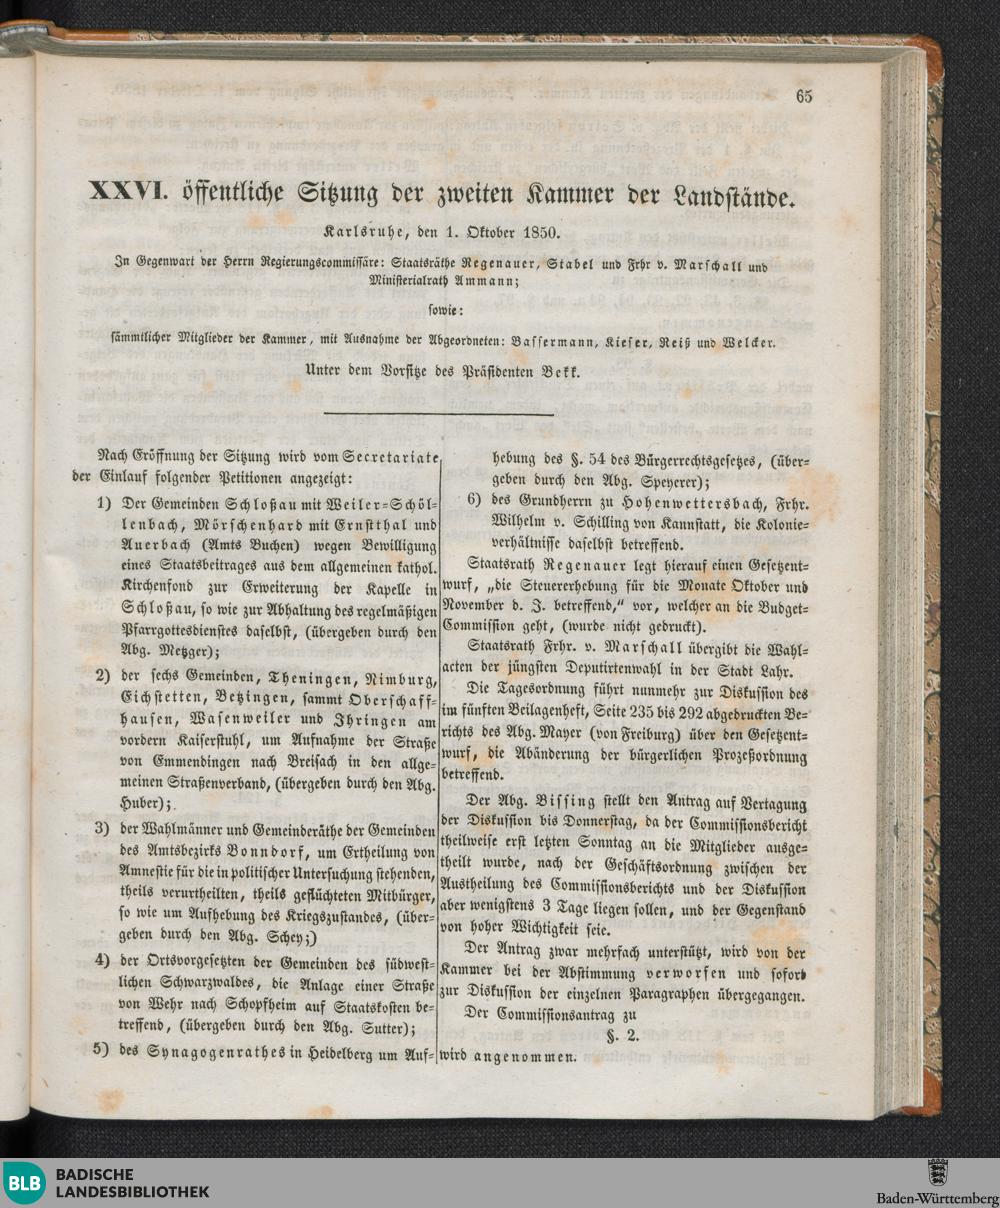 65
XXVI. öffentliche Sitzung der zweiten Kammer der Landstände.
Karlsruhe, den 1. Oktober 1850.
In Gegenwart der Herrn Regierungscommissäre: Staatsräthe Regenauer, Stabel und Frhr v. Marschall und
Ministerialrath Ammann;
sowie:
sämmtlicher Mitglieder der Kammer, mit Ausnahme der Abgeordneten: Bassermann, Kieser, Reiß und Welcker.
Unter dem Vorsitze des Präsidenten Bekk.
Nach Eröffnung der Sitzung wird vom Secretariate
der Einlauf folgender Petitionen angezeigt:
1) Der Gemeinden Schloßau mit Weiler-Schöl-
lenbach, Mörschenhard mit Ernstthal und
Auerbach (Amts Buchen) wegen Bewilligung
eines Staatsbeitrages aus dem allgemeinen kathol.
Kirchenfond zur Erweiterung der Kapelle in
Schloßau, so wie zur Abhaltung des regelmäßigen
Pfarrgottesdienstes daselbst, (übergeben durch den
Abg. Metzger);
2) der sechs Gemeinden, Theningen, Nimburg,
Eichstetten, Betzingen, sammt Oberschaff-
hausen, Wasenweiler und Ihringen am
vordern Kaiserstuhl, um Aufnahme der Straße
von Emmendingen nach Breisach in den allge-
meinen Straßenverband, (übergeben durch den Abg.
Huber);
3) der Wahlmänner und Gemeinderäthe der Gemeinden
des Amtsbezirks Bonndorf, um Ertheilung von
Amnestie für die in politischer Untersuchung stehenden,
theils verurtheilten, theils geflüchteten Mitbürger,
so wie um Aufhebung des Kriegszustandes, (über-
geben durch den Abg. Schey;)
4) der Ortsvorgesetzten der Gemeinden des südwest-
lichen Schwarzwaldes, die Anlage einer Straße
von Wehr nach Schopfheim auf Staatskosten be-
treffend, (übergeben durch den Abg. Sutter);
5) des Synagogenrathes in Heidelberg um Auf-
hebung des §. 54 des Bürgerrechtsgesetzes, (über-
geben durch den Abg. Speyerer);
6) des Grundherrn zu Hohenwettersbach, Frhr.
Wilhelm v. Schilling von Kannstatt, die Kolonie-
verhältnisse daselbst betreffend.
Staatsrath Regenauer legt hierauf einen Gesetzent-
wurf, „die Steuererhebung für die Monate Oktober und
November d. J. betreffend,“ vor, welcher an die Budget-
Commission geht, (wurde nicht gedruckt).
Staatsrath Frhr. v. Marschall übergibt die Wahl-
acten der jüngsten Deputirtenwahl in der Stadt Lahr.
Die Tagesordnung führt nunmehr zur Diskussion des
im fünften Beilagenheft, Seite 235 bis 292 abgedruckten Be-
richts des Abg. Mayer (von Freiburg) über den Gesetzent-
wurf, die Abänderung der bürgerlichen Prozeßordnung
betreffend.
Der Abg. Bissing stellt den Antrag auf Vertagung
der Diskussion bis Donnerstag, da der Commissionsbericht
theilweise erst letzten Sonntag an die Mitglieder ausge-
theilt wurde, nach der Geschäftsordnung zwischen der
Austheilung des Commissionsberichts und der Diskussion
aber wenigstens 3 Tage liegen sollen, und der Gegenstand
von hoher Wichtigkeit seie.
Der Antrag zwar mehrfach unterstützt, wird von der
Kammer bei der Abstimmung verworfen und sofort
zur Diskussion der einzelnen Paragraphen übergegangen.
Der Commissionsantrag zu
§. 2.
wird angenommen.
BLB BADISCHE
LANDESBIBLIOTHEK
Baden-Württemberg